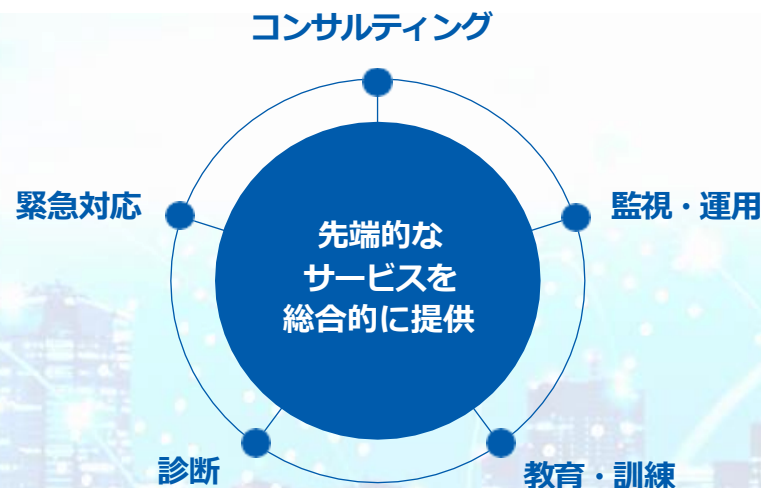 コンサルティング
緊急対応
監視・運用
先端的な
サービスを
総合的に提供
診断
教育・訓練